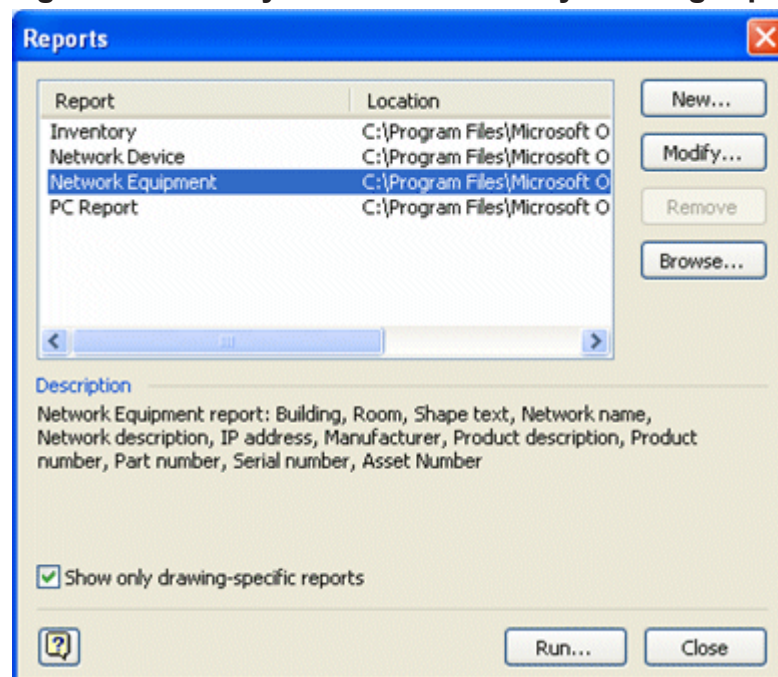 Reports
Report Location New...
Inventory C:\Program Files\Microsoft O
Network Device C:\Program Files\Microsoft O Modify...
Network Equipment C:\Program Files\Microsoft O
PC Report C:\Program Files\Microsoft O Remove
Browse...
Description
Network Equipment report: Building, Room, Shape text, Network name,
Network description, IP address, Manufacturer, Product description, Product
number, Part number, Serial number, Asset Number
Show only drawing-specific reports
Run... Close